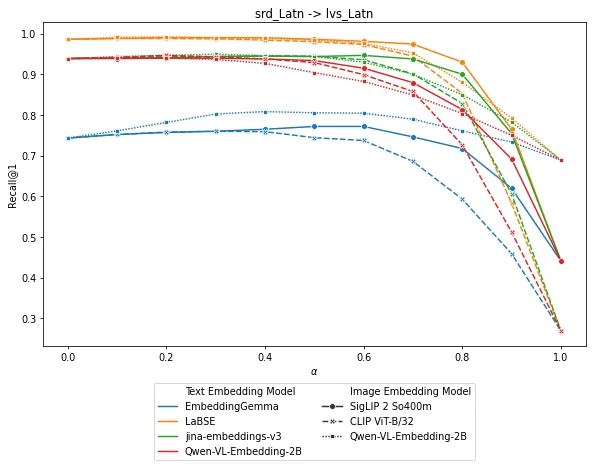 srd_Latn -> lvs_Latn
Recall@1
1.0
0.9
0.8
0.7
0.6
0.5
0.4
0.3
0.0 0.2 0.4 0.6 0.8 1.0
α
Text Embedding Model Image Embedding Model
EmbeddingGemma SigLIP 2 So400m
LaBSE CLIP ViT-B/32
jina-embeddings-v3 Qwen-VL-Embedding-2B
Qwen-VL-Embedding-2B